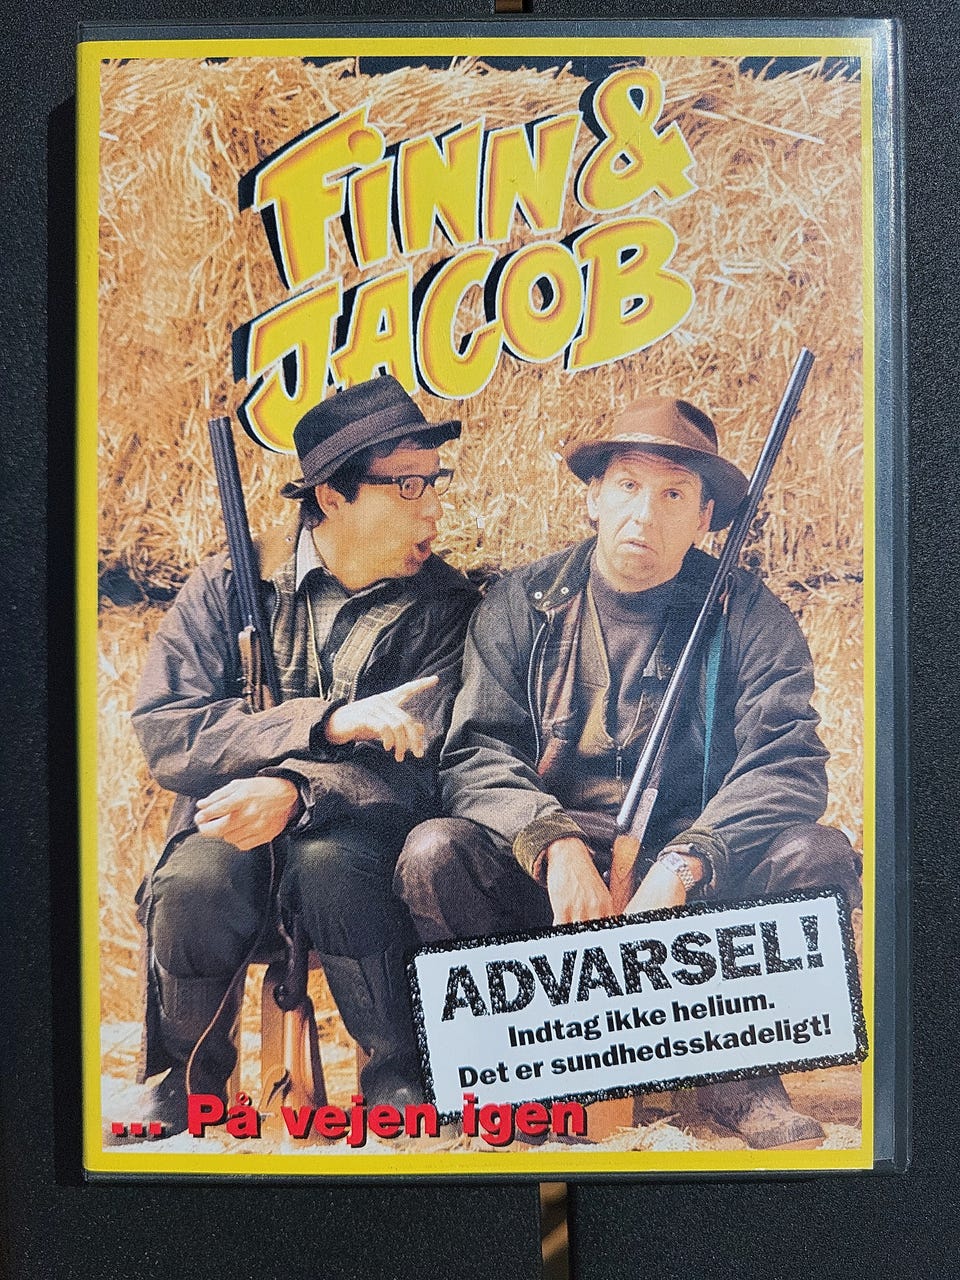 FiNN &
JACOB
ADVARSEL!
Indtag ikke helium.
Det er sundhedsskadeligt!
... På vejen igen